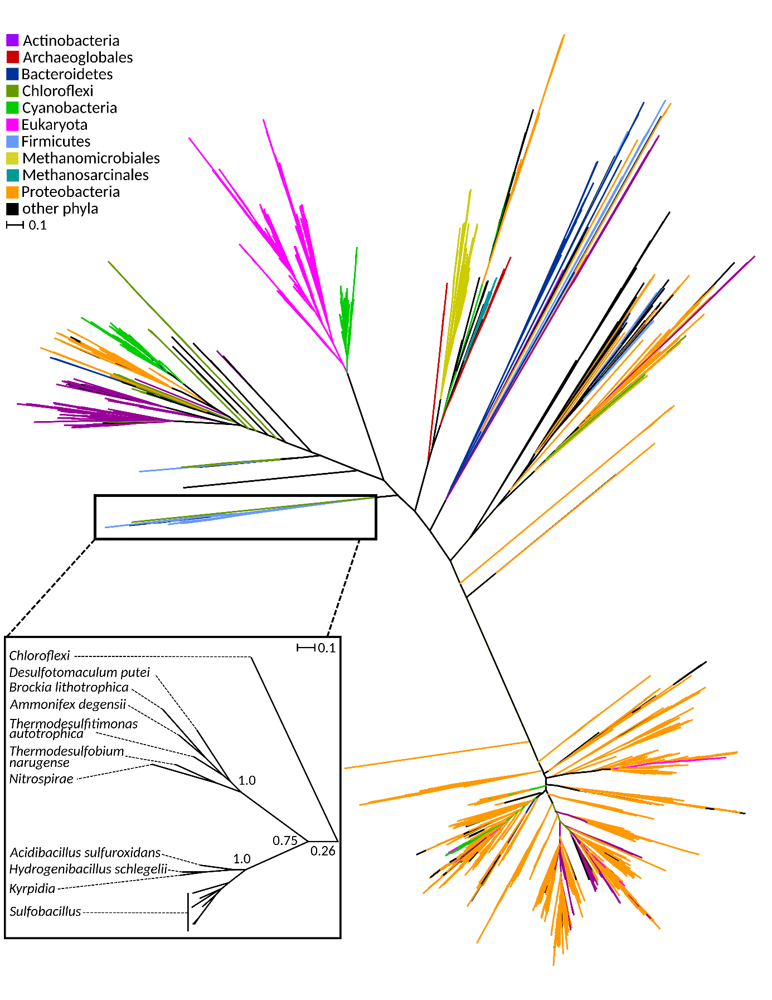 Actinobacteria
Archaeoglobales
Bacteroidetes
Chloroflexi
Cyanobacteria
Eukaryota
Firmicutes
Methanomicrobiales
Methanosarcinales
Proteobacteria
other phyla
0.1
0.1
Chloroflexi
Desulfotomaculum putei
Brockia lithotrophica
Ammonifex degensii
Thermodesulfitimonas
autotrophica
Thermodesulfobium
narugense
Nitrospirae
1.0
0.75
0.26
1.0
Acidibacillus sulfuroxidans
Hydrogenibacillus schlegelii
Kyrpidia
Sulfobacillus